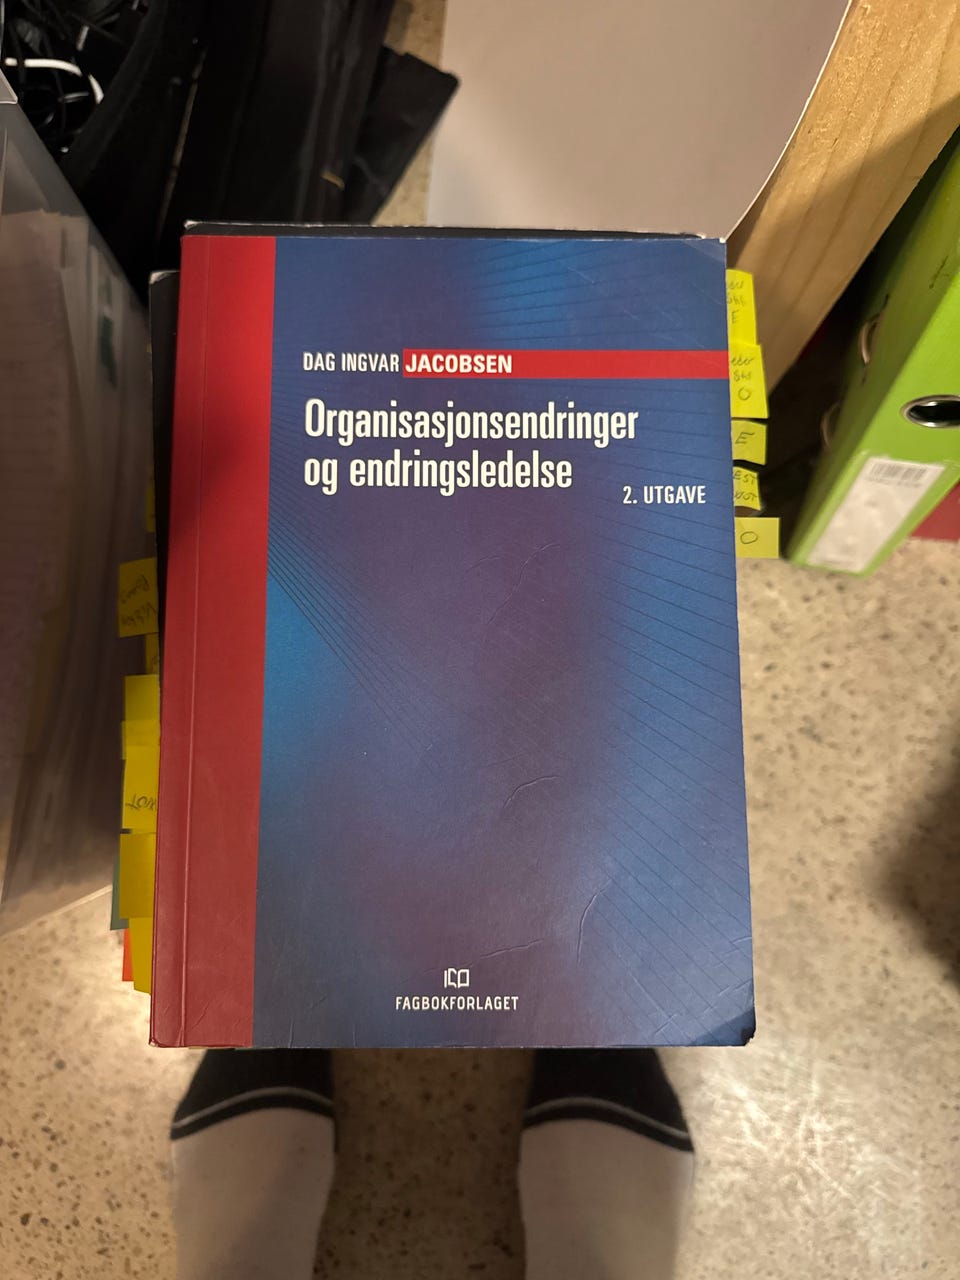 DAG INGVAR JACOBSEN
Organisasjonsendringer
og endringsledelse
2. UTGAVE
FAGBOKFORLAGET
E
O
E
O